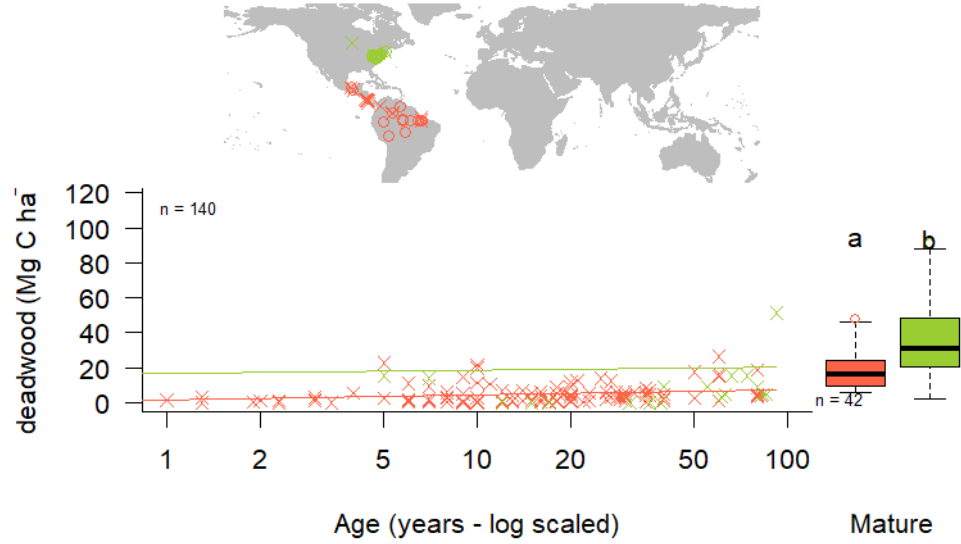 n = 140
deadwood (Mg C ha⁻
120
100
80
60
40
20
0
1
2
5
10
20
50
100
Age (years - log scaled)
a
b
n = 42
Mature